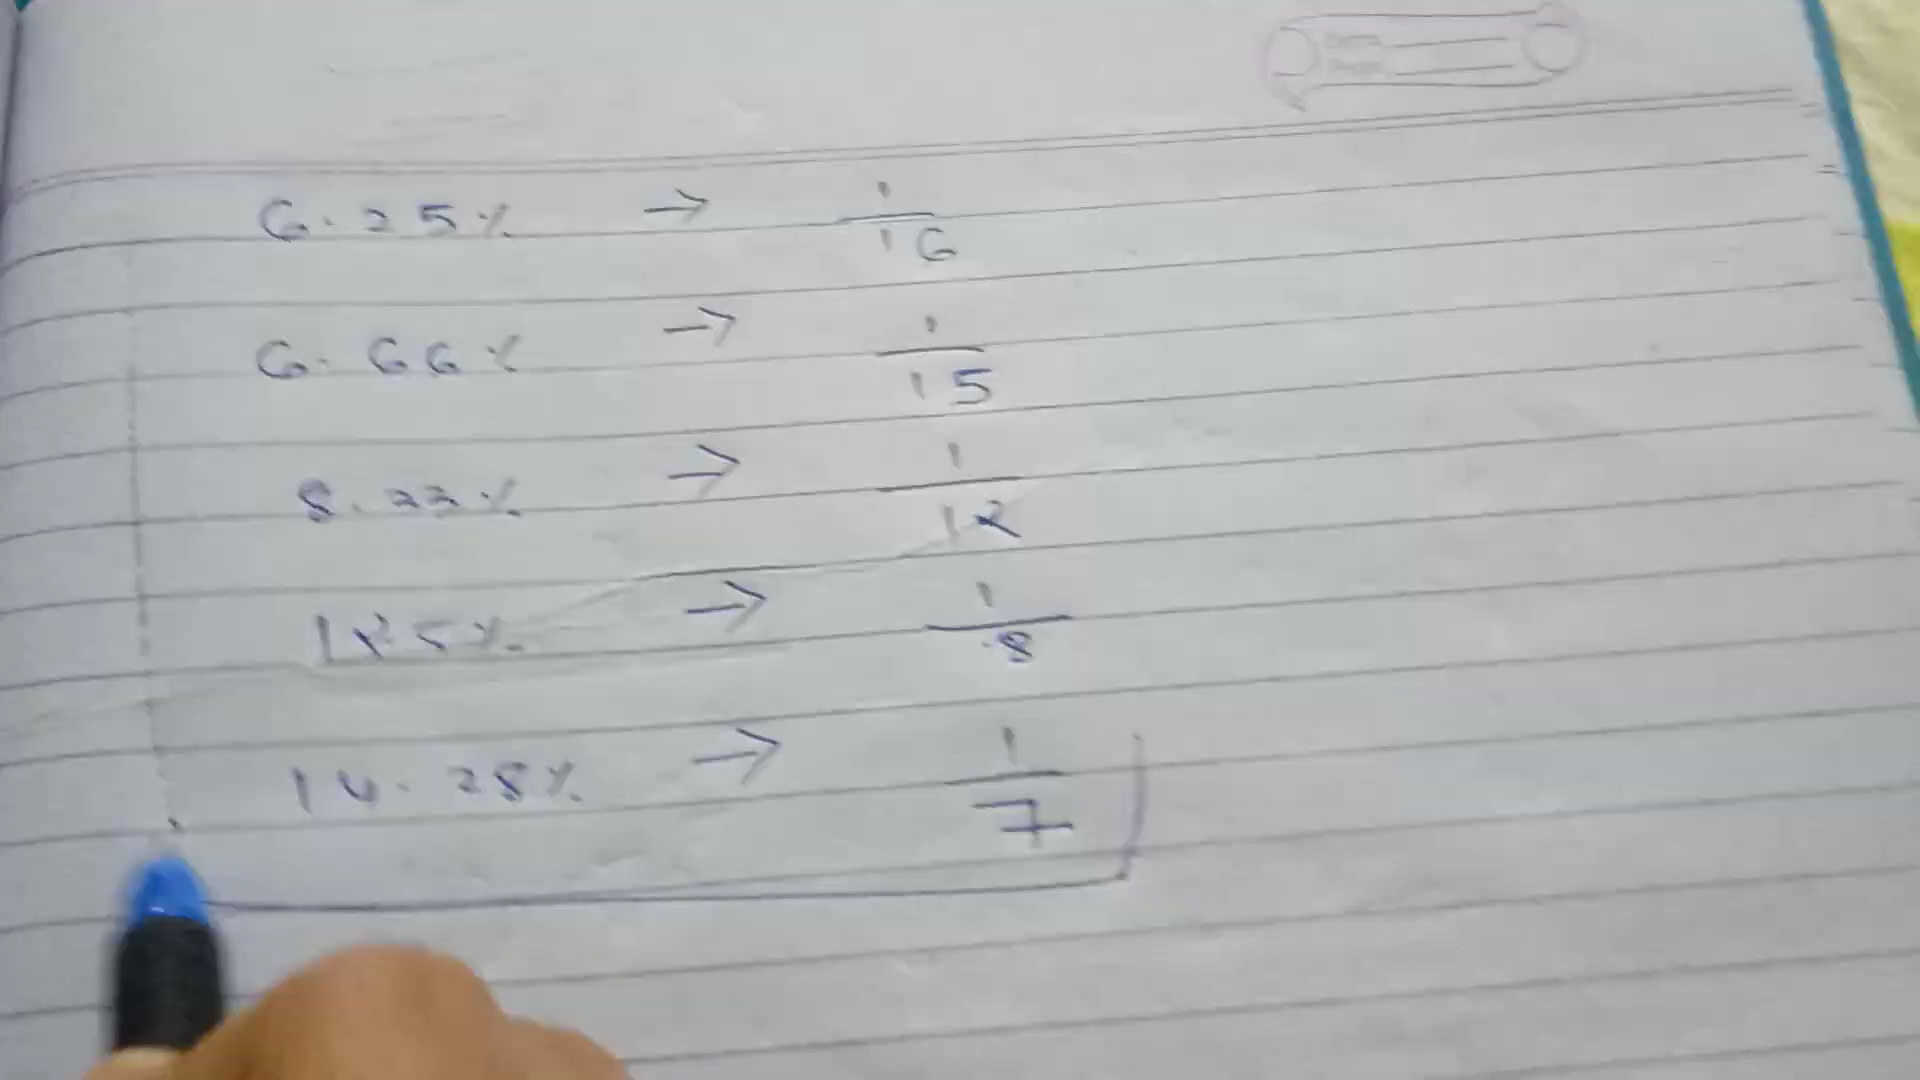 6.25% → 1/16
6.66% → 1/15
8.33% → 1/12
12.5% → 1/8
14.28% → 1/7